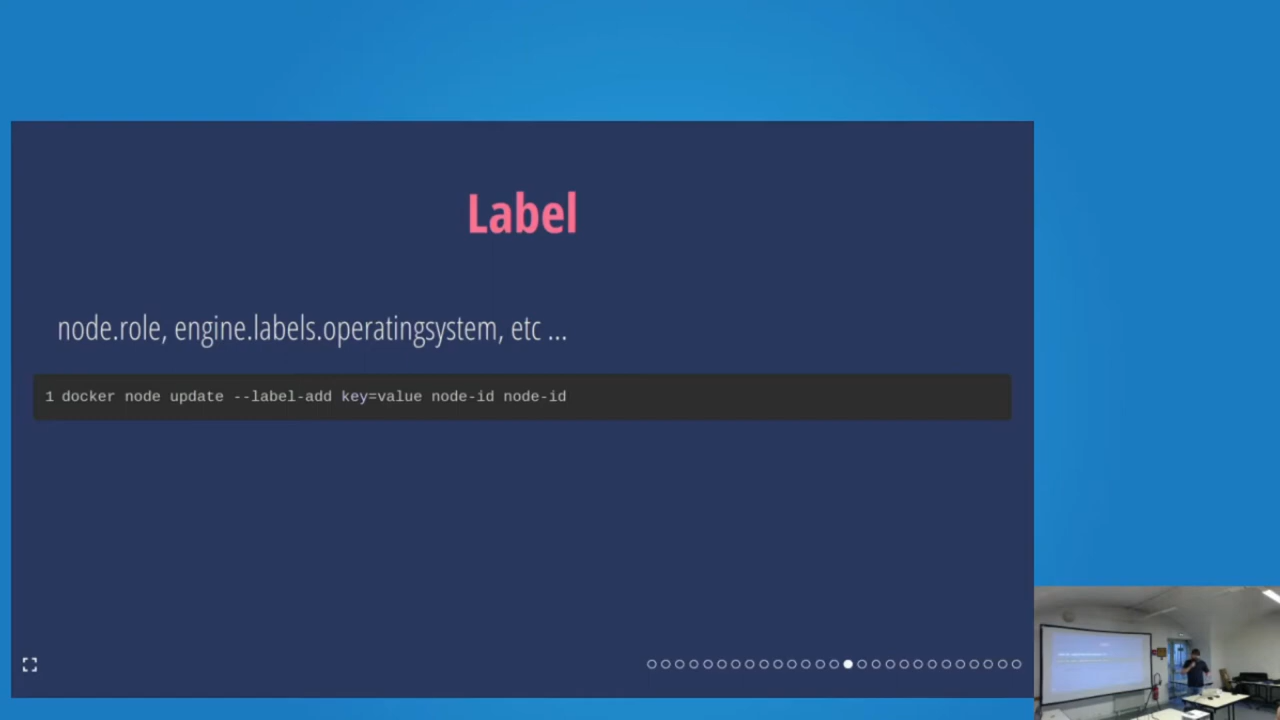 Label
node.role, engine.labels.operatingsystem, etc ...
1 docker node update --label-add key=value node-id node-id